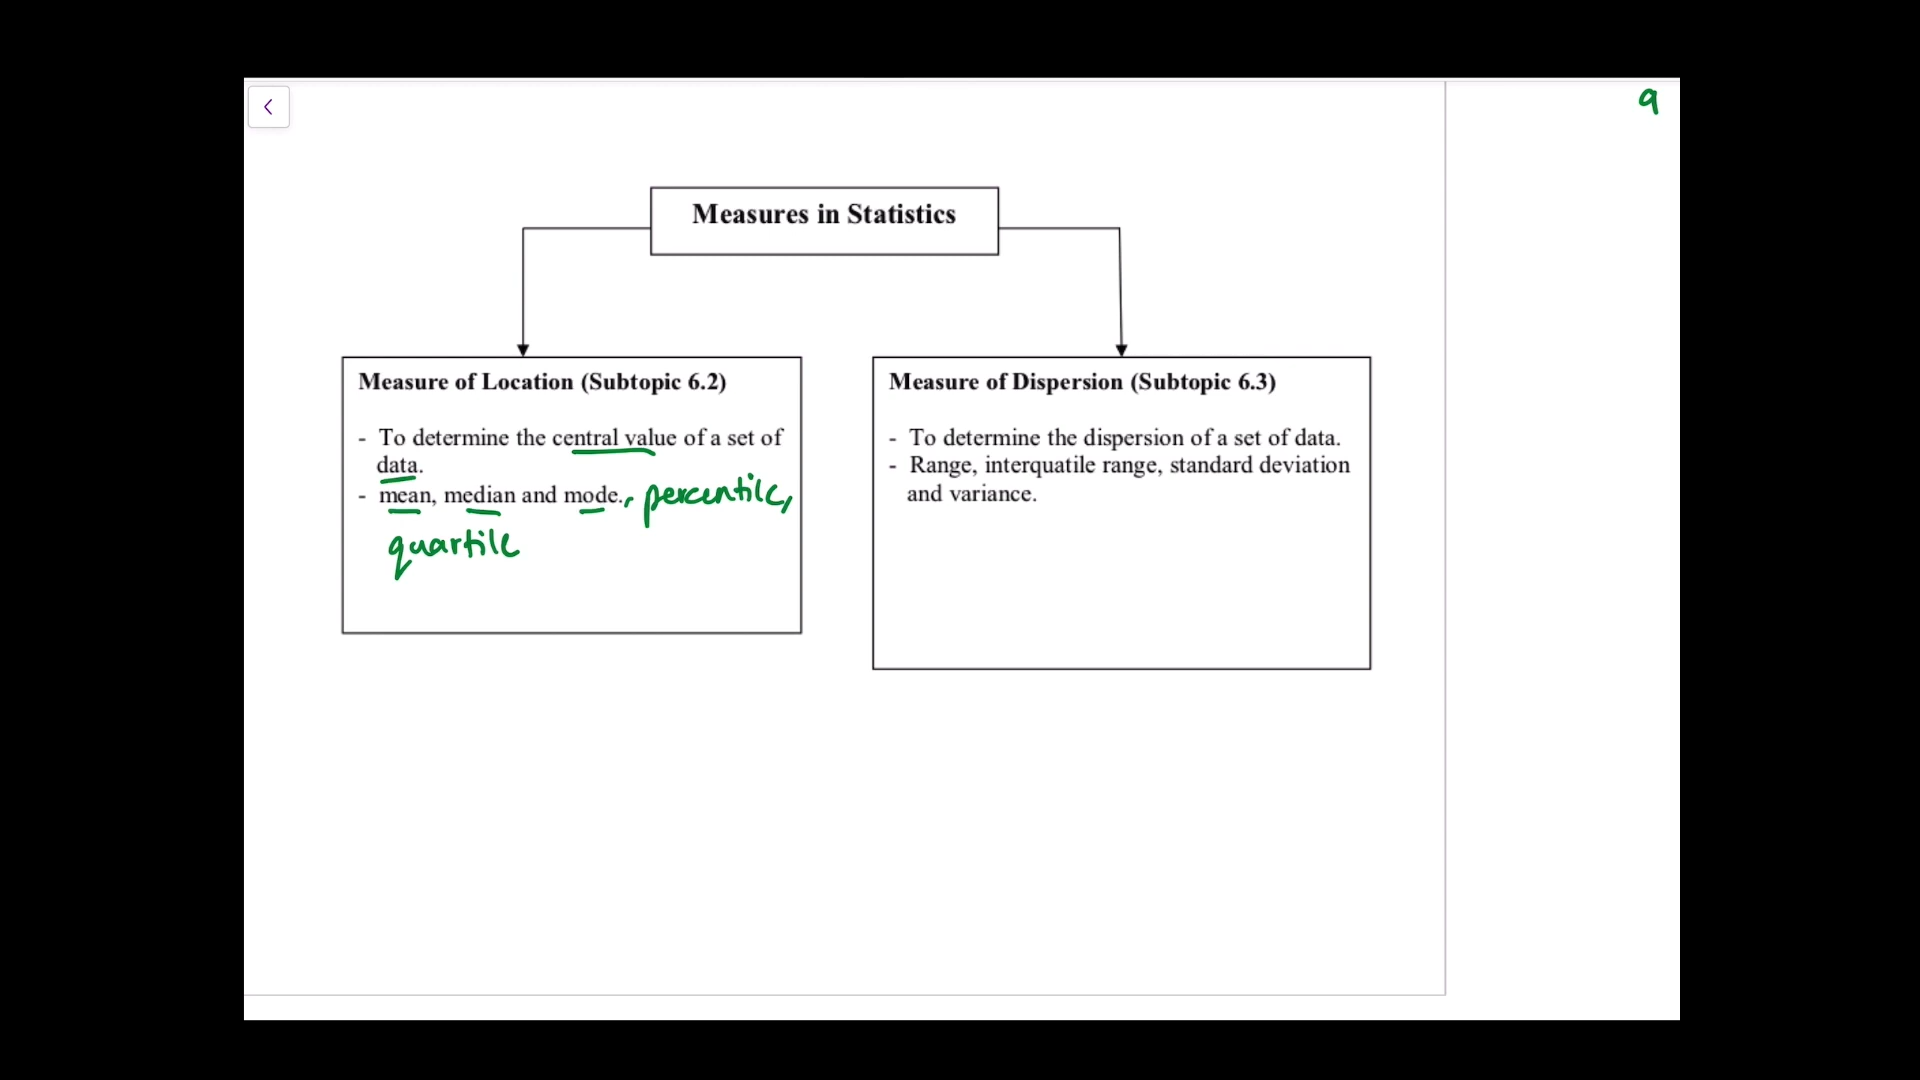 9
Measures in Statistics
Measure of Location (Subtopic 6.2)
- To determine the central value of a set of
data.
- mean, median and mode., percentile,
quartile
Measure of Dispersion (Subtopic 6.3)
- To determine the dispersion of a set of data.
- Range, interquatile range, standard deviation
and variance.